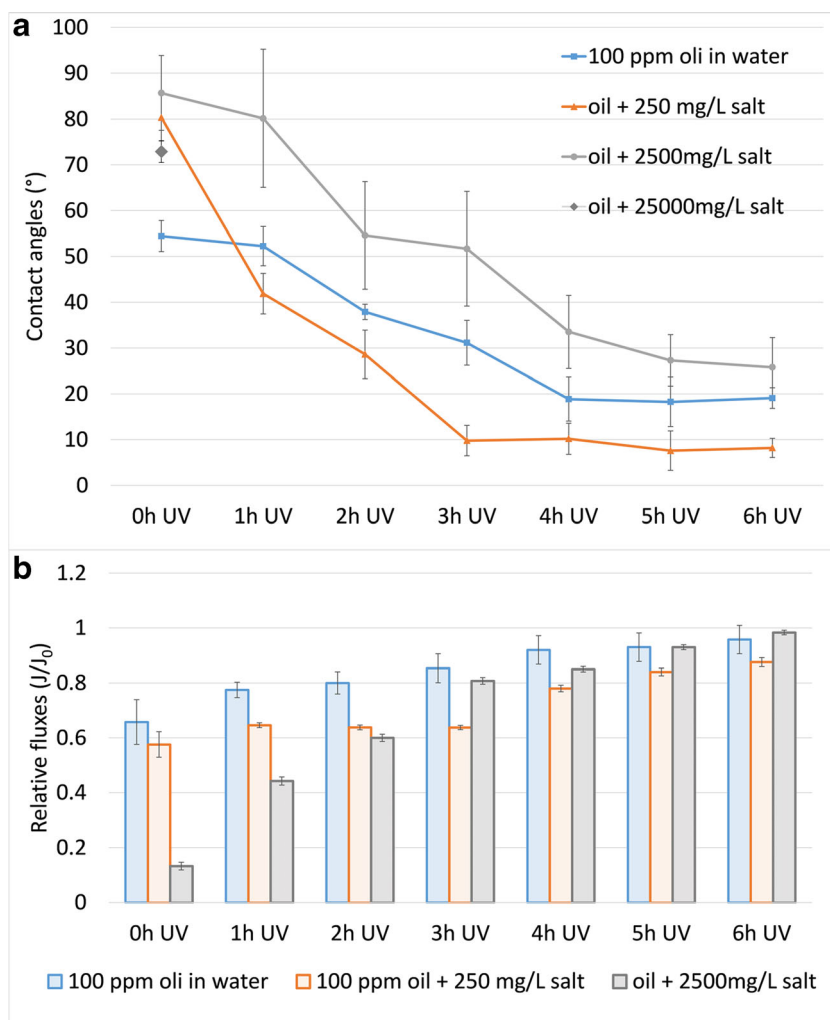 a
100
90
80
70
60
50
40
30
20
10
0
Contact angles (°)
100 ppm oli in water
oil + 250 mg/L salt
oil + 2500mg/L salt
oil + 25000mg/L salt
0h UV 1h UV 2h UV 3h UV 4h UV 5h UV 6h UV
b
1.2
1
0.8
0.6
0.4
0.2
0
Relative fluxes (J/J₀)
0h UV 1h UV 2h UV 3h UV 4h UV 5h UV 6h UV
100 ppm oli in water 100 ppm oil + 250 mg/L salt oil + 2500mg/L salt